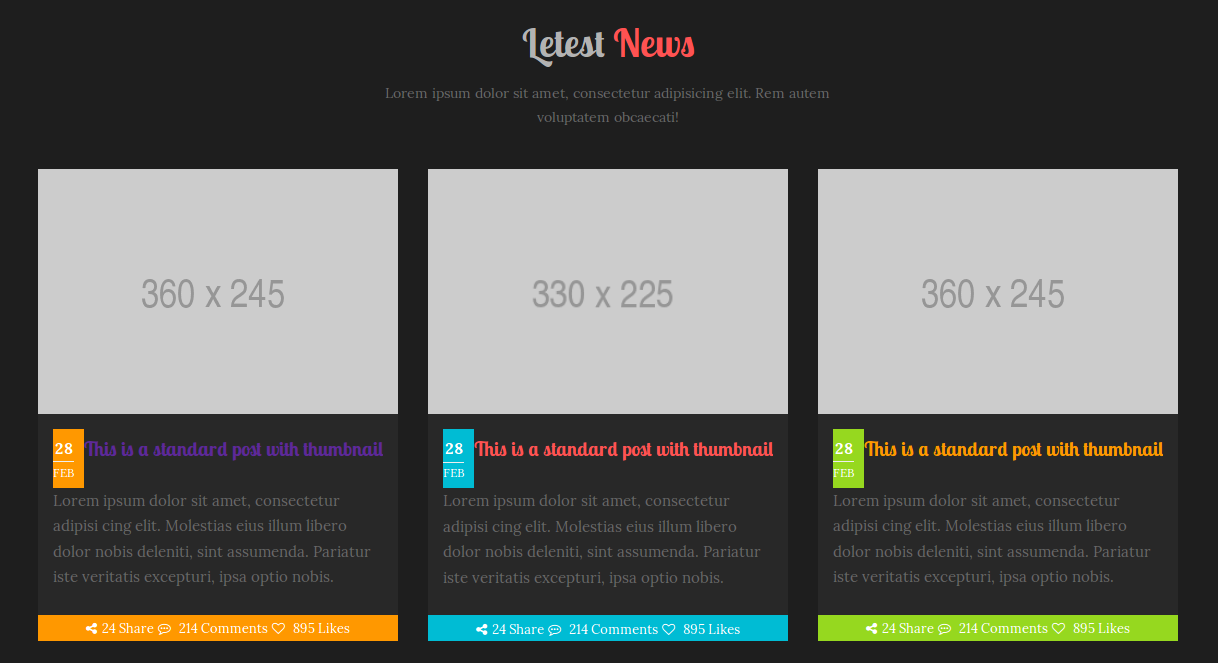 Letest News
Lorem ipsum dolor sit amet, consectetur adipisicing elit. Rem autem
voluptatem obcaecati!
360 x 245
28
FEB
This is a standard post with thumbnail
Lorem ipsum dolor sit amet, consectetur
adipisi cing elit. Molestias eius illum libero
dolor nobis deleniti, sint assumenda. Pariatur
iste veritatis excepturi, ipsa optio nobis.
24 Share 214 Comments 895 Likes
330 x 225
28
FEB
This is a standard post with thumbnail
Lorem ipsum dolor sit amet, consectetur
adipisi cing elit. Molestias eius illum libero
dolor nobis deleniti, sint assumenda. Pariatur
iste veritatis excepturi, ipsa optio nobis.
24 Share 214 Comments 895 Likes
360 x 245
28
FEB
This is a standard post with thumbnail
Lorem ipsum dolor sit amet, consectetur
adipisi cing elit. Molestias eius illum libero
dolor nobis deleniti, sint assumenda. Pariatur
iste veritatis excepturi, ipsa optio nobis.
24 Share 214 Comments 895 Likes